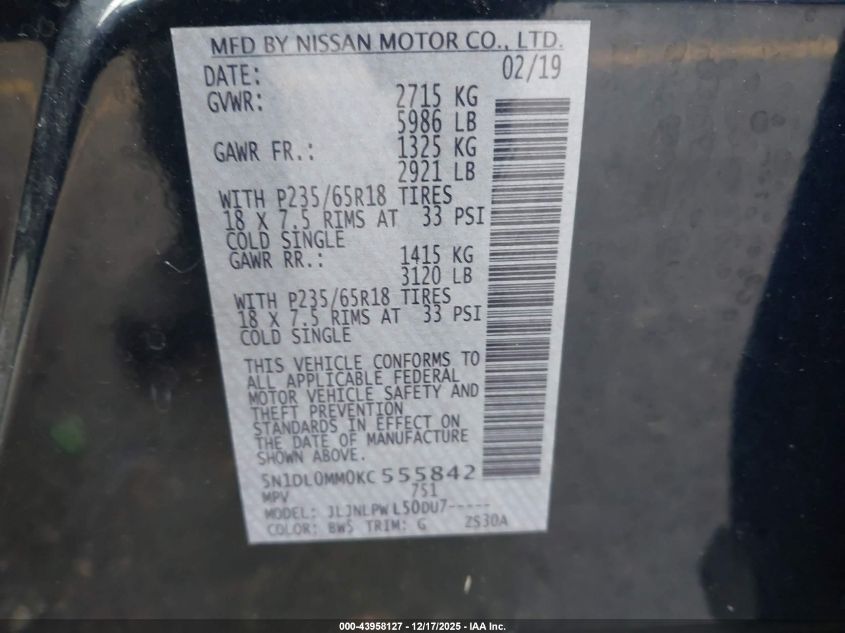 MFD BY NISSAN MOTOR CO., LTD.
DATE: 02/19
GVWR: 2715 KG
5986 LB
GAWR FR.: 1325 KG
2921 LB
WITH P235/65R18 TIRES
18 X 7.5 RIMS AT 33 PSI
COLD SINGLE
GAWR RR.: 1415 KG
3120 LB
WITH P235/65R18 TIRES
18 X 7.5 RIMS AT 33 PSI
COLD SINGLE
THIS VEHICLE CONFORMS TO
ALL APPLICABLE FEDERAL
MOTOR VEHICLE SAFETY AND
THEFT PREVENTION
STANDARDS IN EFFECT ON
THE DATE OF MANUFACTURE
SHOWN ABOVE.
5N1DL0MM0KC555842
MPV 751
MODEL: JLJNLPWL50DU7-----
COLOR: BW5 TRIM: G ZS30A
000-43958127 - 12/17/2025 - IAA Inc.